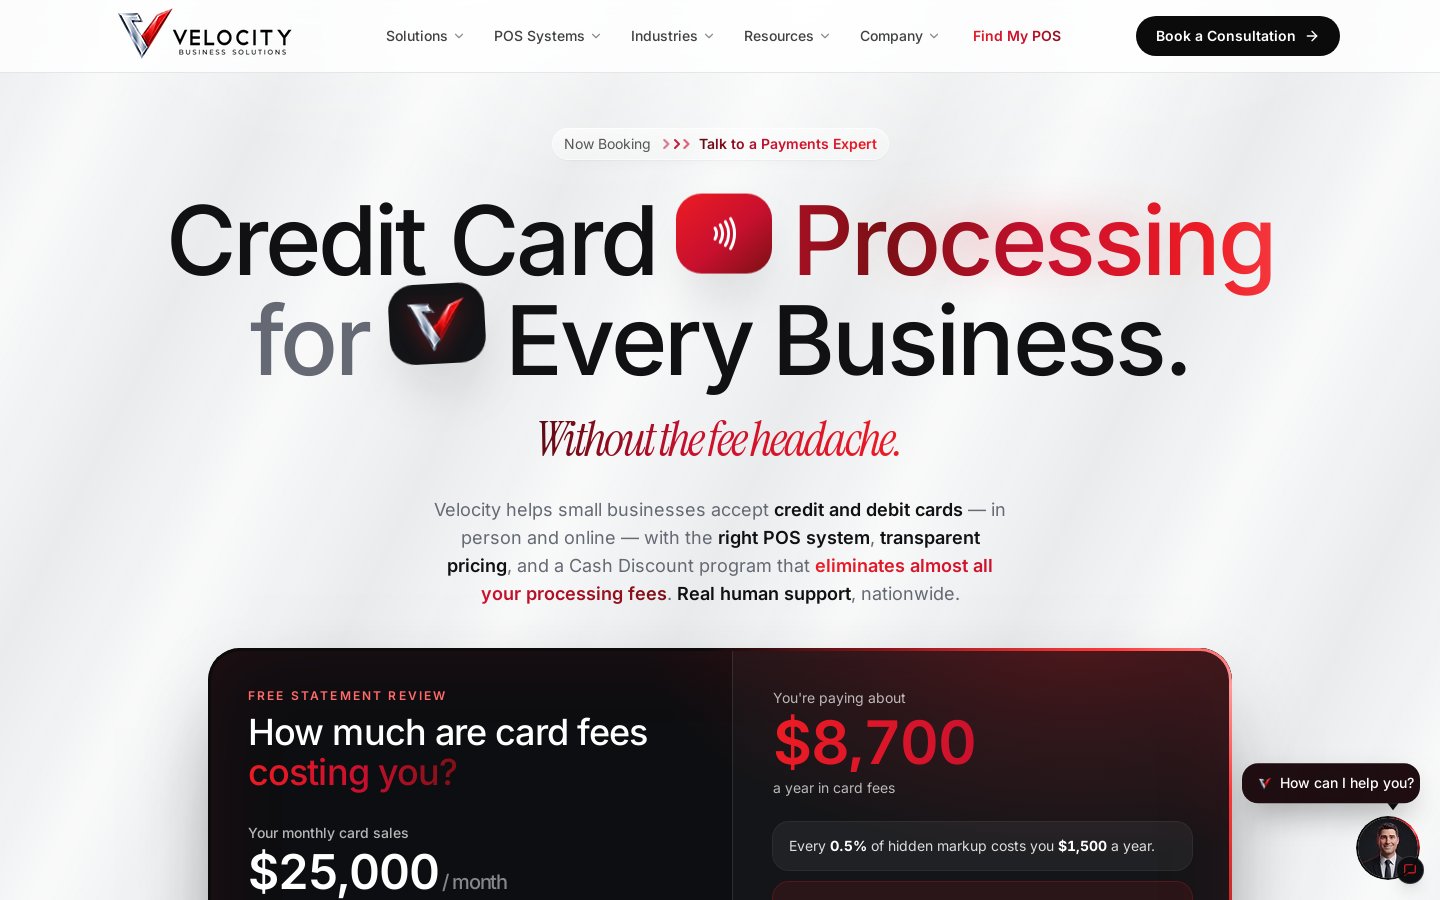 VELOCITY
BUSINESS SOLUTIONS
Solutions
POS Systems
Industries
Resources
Company
Find My POS
Book a Consultation
Now Booking Talk to a Payments Expert
Credit Card Processing
for Every Business.
Without the fee headache.
Velocity helps small businesses accept credit and debit cards — in
person and online — with the right POS system, transparent
pricing, and a Cash Discount program that eliminates almost all
your processing fees. Real human support, nationwide.
FREE STATEMENT REVIEW
How much are card fees
costing you?
Your monthly card sales
$25,000 / month
You're paying about
$8,700
a year in card fees
Every 0.5% of hidden markup costs you $1,500 a year.
How can I help you?